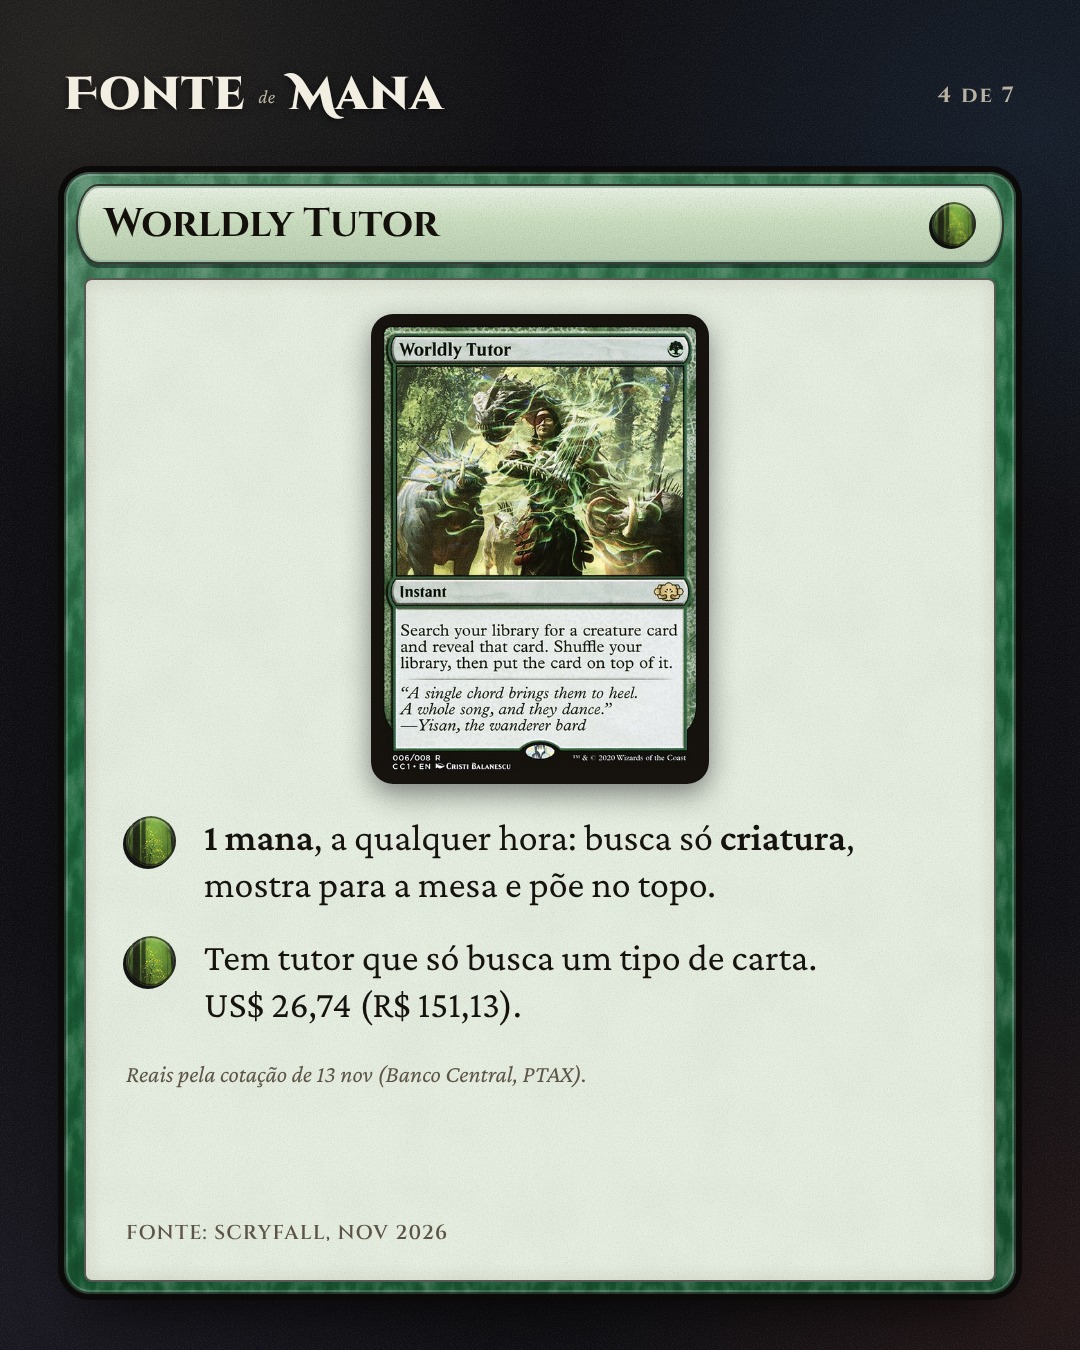 FONTE de MANA
4 DE 7
WORLDLY TUTOR
Worldly Tutor
Instant
Search your library for a creature card
and reveal that card. Shuffle your
library, then put the card on top of it.
“A single chord brings them to heel.
A whole song, and they dance.”
—Yisan, the wanderer bard
006/008 R
CC1 • EN CRISTI BALANESCU
™ & © 2020 Wizards of the Coast
1 mana, a qualquer hora: busca só criatura,
mostra para a mesa e põe no topo.
Tem tutor que só busca um tipo de carta.
US$ 26,74 (R$ 151,13).
Reais pela cotação de 13 nov (Banco Central, PTAX).
FONTE: SCRYFALL, NOV 2026